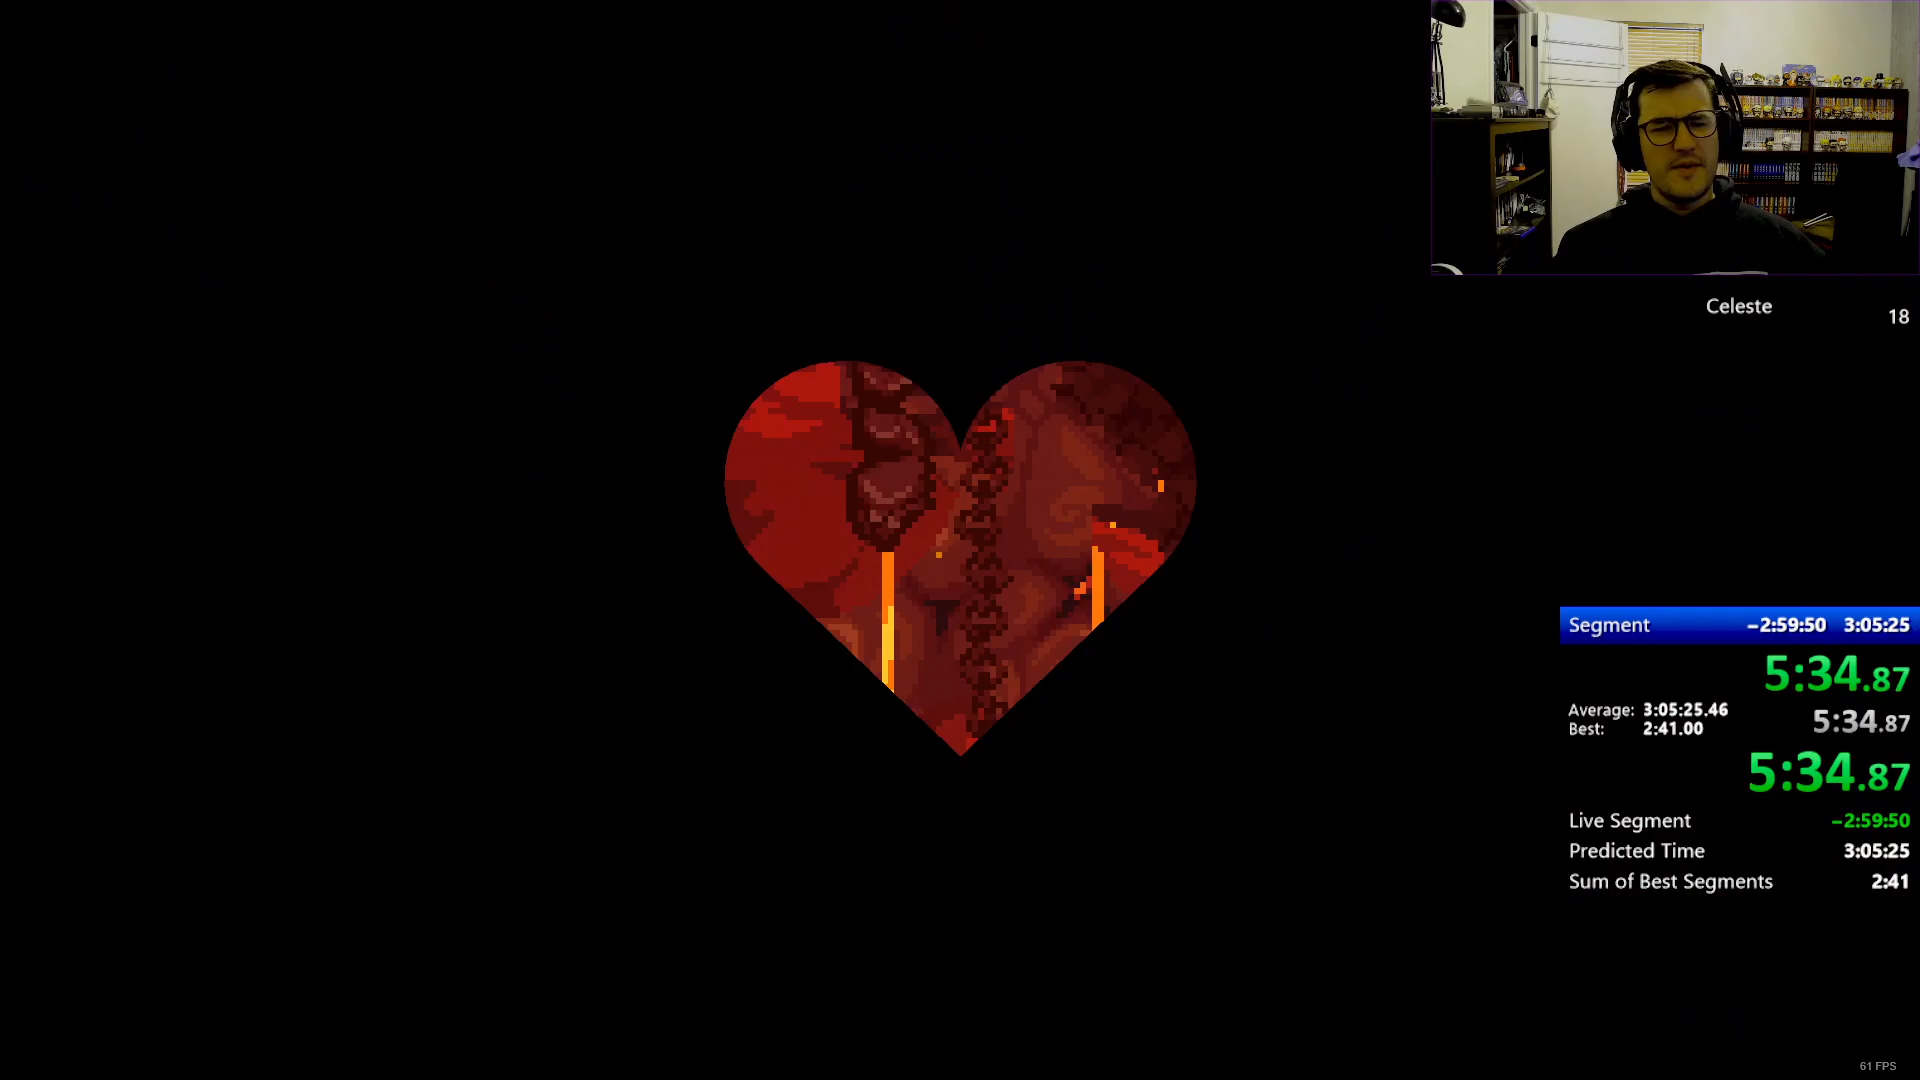 Celeste
18
Segment −2:59:50 3:05:25
5:34.87
Average: 3:05:25.46
Best: 2:41.00
5:34.87
5:34.87
Live Segment −2:59:50
Predicted Time 3:05:25
Sum of Best Segments 2:41
61 FPS